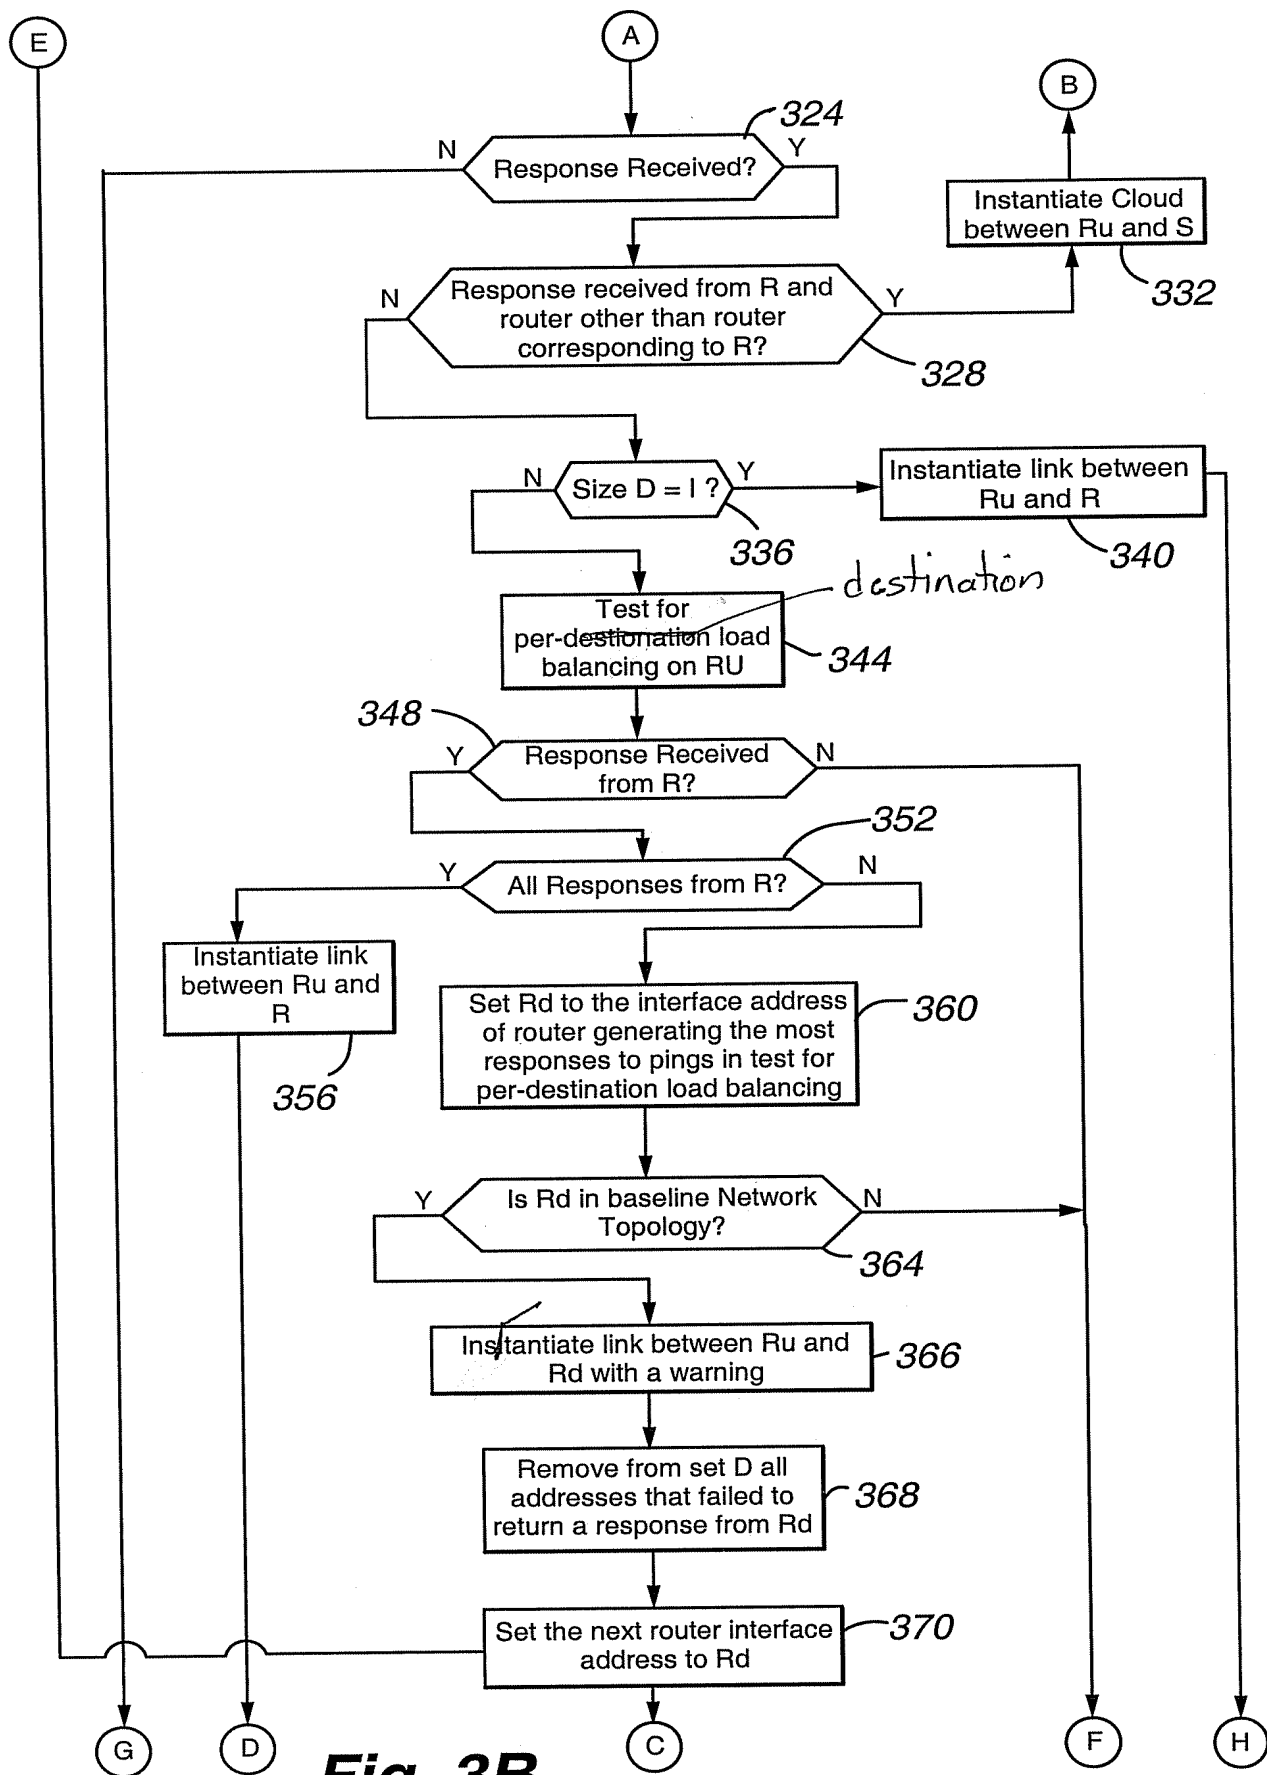 E
A
B
324
N
Y
Response Received?
Instantiate Cloud
between Ru and S
332
N
Y
Response received from R and
router other than router
corresponding to R?
328
N
Y
Size D = I ?
336
Instantiate link between
Ru and R
340
destination
Test for
per-destionation load
balancing on RU
344
348
Y
N
Response Received
from R?
352
Y
N
All Responses from R?
Instantiate link
between Ru and
R
356
Set Rd to the interface address
of router generating the most
responses to pings in test for
per-destination load balancing
360
Y
N
Is Rd in baseline Network
Topology?
364
Instantiate link between Ru and
Rd with a warning
366
Remove from set D all
addresses that failed to
return a response from Rd
368
Set the next router interface
address to Rd
370
G
D
C
F
H
Fig. 3B